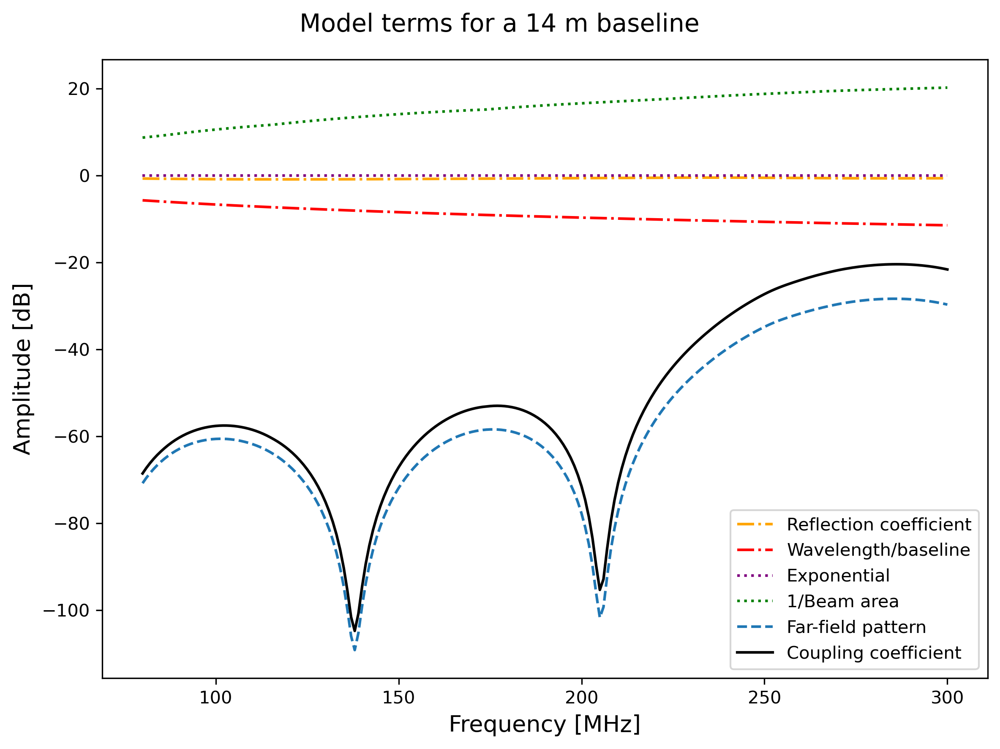 Model terms for a 14 m baseline
Amplitude [dB]
20
0
−20
−40
−60
−80
−100
Reflection coefficient
Wavelength/baseline
Exponential
1/Beam area
Far-field pattern
Coupling coefficient
100 150 200 250 300
Frequency [MHz]